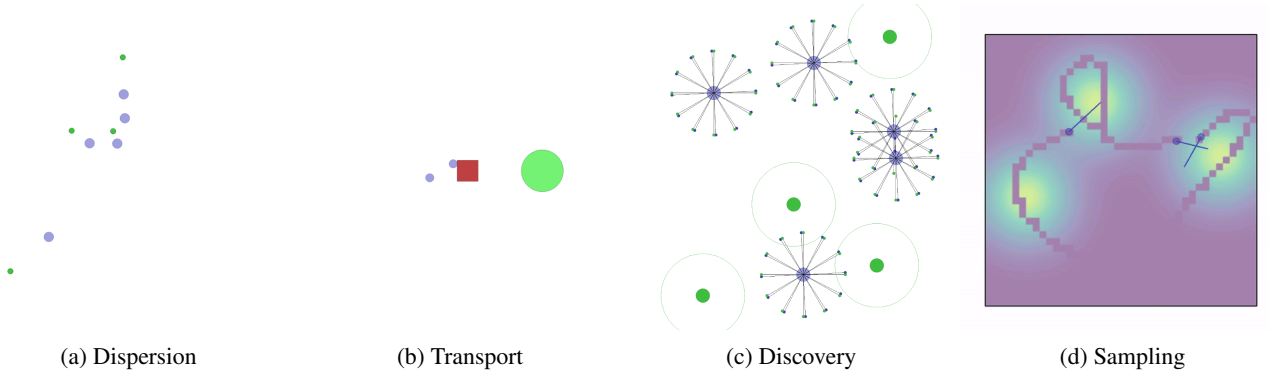 (a) Dispersion
(b) Transport
(c) Discovery
(d) Sampling